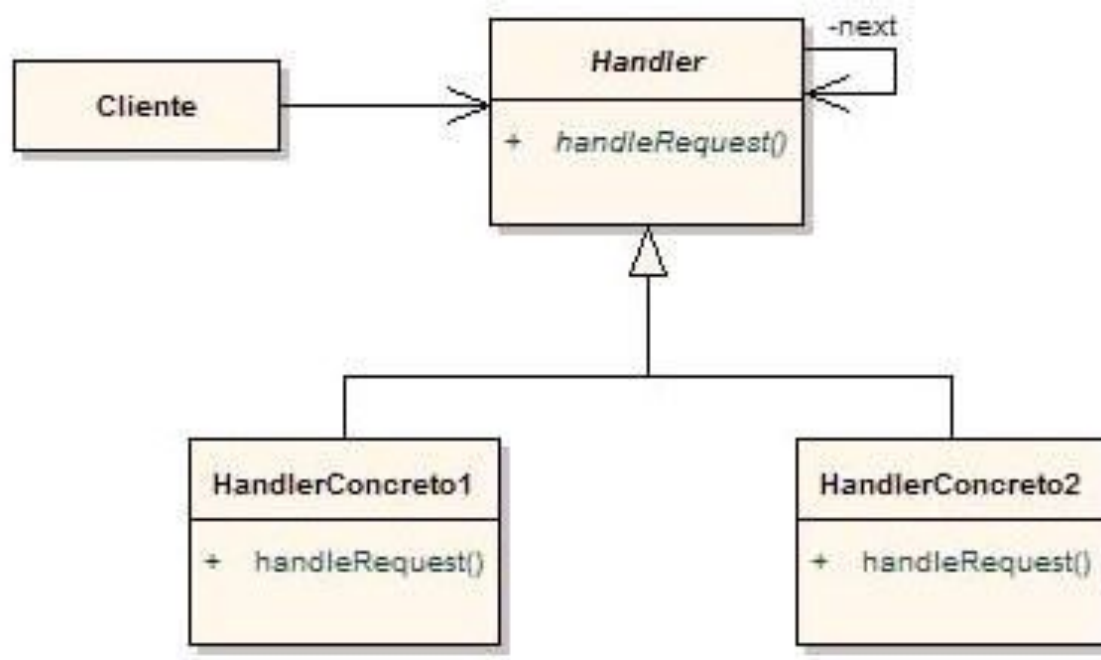 -next
Handler
Cliente
+ handleRequest()
HandlerConcreto1
HandlerConcreto2
+ handleRequest()
+ handleRequest()